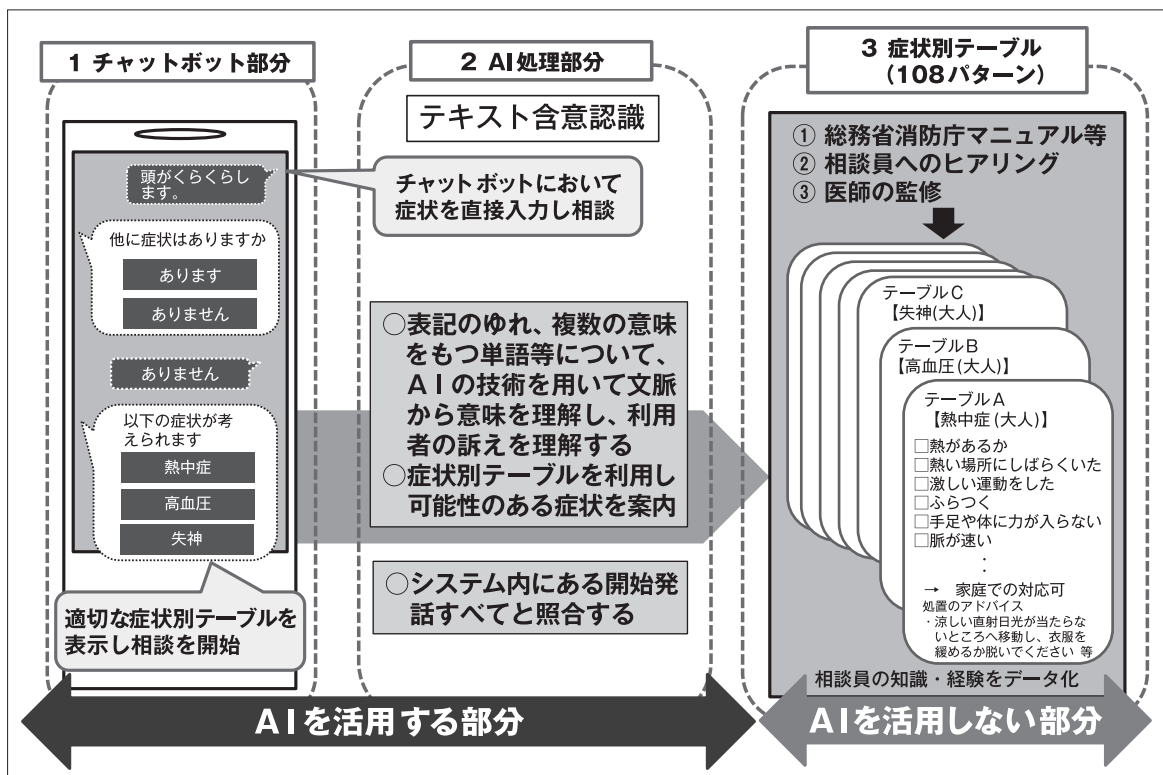 1 チャットボット部分
頭がくらくらし
ます。
他に症状はありますか
あります
ありません
ありません
以下の症状が考
えられます
熱中症
高血圧
失神
適切な症状別テーブルを
表示し相談を開始
2 AI処理部分
テキスト含意認識
チャットボットにおいて
症状を直接入力し相談
○表記のゆれ、複数の意味
をもつ単語等について、
AIの技術を用いて文脈
から意味を理解し、利用
者の訴えを理解する
○症状別テーブルを利用し
可能性のある症状を案内
○システム内にある開始発
話すべてと照合する
3 症状別テーブル
(108パターン)
① 総務省消防庁マニュアル等
② 相談員へのヒアリング
③ 医師の監修
テーブルC
【失神(大人)】
テーブルB
【高血圧(大人)】
テーブルA
【熱中症(大人)】
□熱があるか
□熱い場所にしばらくいた
□激しい運動をした
□ふらつく
□手足や体に力が入らない
□脈が速い
・
・
→ 家庭での対応可
処置のアドバイス
・涼しい直射日光が当たらな
いところへ移動し、衣服を
緩めるか脱いでください 等
相談員の知識・経験をデータ化
AIを活用する部分
AIを活用しない部分